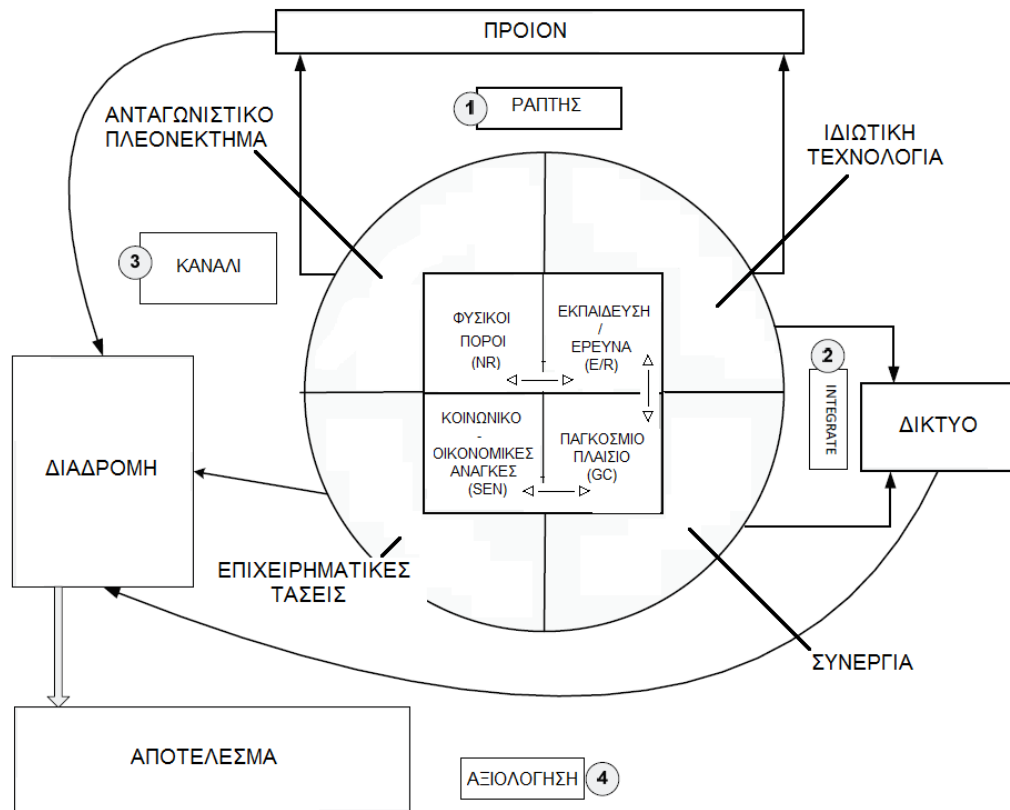 ΠΡΟΙΟΝ
1
ΡΑΠΤΗΣ
ΑΝΤΑΓΩΝΙΣΤΙΚΟ
ΠΛΕΟΝΕΚΤΗΜΑ
ΙΔΙΩΤΙΚΗ
ΤΕΧΝΟΛΟΓΙΑ
3
ΚΑΝΑΛΙ
ΦΥΣΙΚΟΙ
ΠΟΡΟΙ
(NR)
ΕΚΠΑΙΔΕΥΣΗ
/
ΕΡΕΥΝΑ
(E/R)
2
INTEGRATE
ΔΙΚΤΥΟ
ΔΙΑΔΡΟΜΗ
ΚΟΙΝΩΝΙΚΟ
-
ΟΙΚΟΝΟΜΙΚΕΣ
ΑΝΑΓΚΕΣ
(SEN)
ΠΑΓΚΟΣΜΙΟ
ΠΛΑΙΣΙΟ
(GC)
ΕΠΙΧΕΙΡΗΜΑΤΙΚΕΣ
ΤΑΣΕΙΣ
ΣΥΝΕΡΓΙΑ
ΑΠΟΤΕΛΕΣΜΑ
ΑΞΙΟΛΟΓΗΣΗ
4